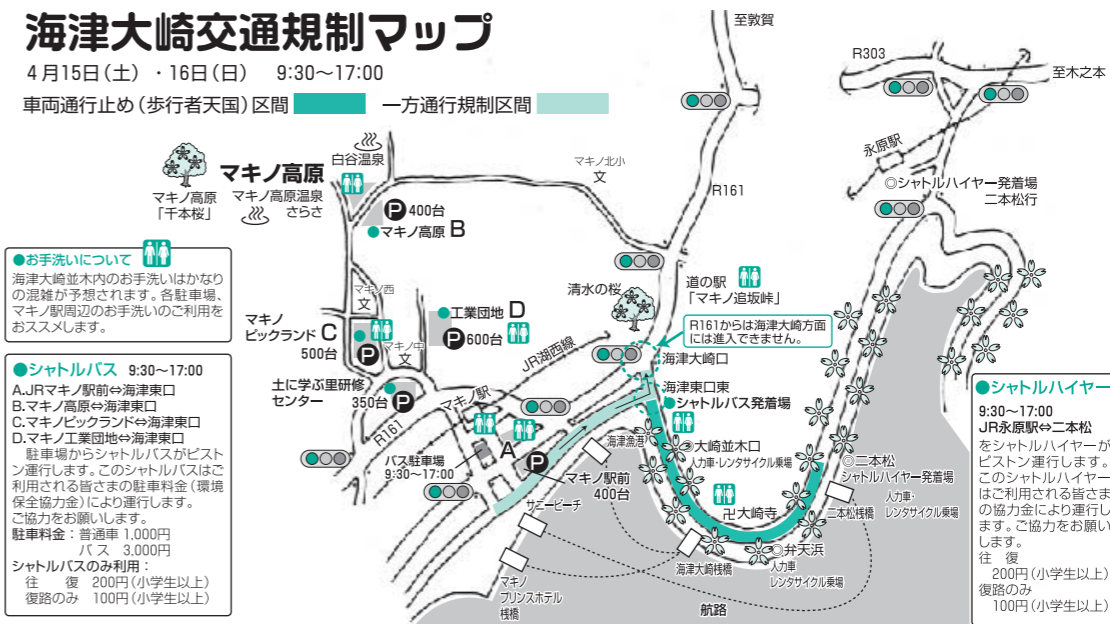 海津大崎交通規制マップ
4月15日(土)・16日(日) 9:30〜17:00
車両通行止め(歩行者天国)区間 一方通行規制区間
至敦賀
R303
至木之本
永原駅
◎シャトルハイヤー発着場
二本松行
R161
マキノ北小
文
白谷温泉
マキノ高原
マキノ高原温泉
さらさ
マキノ高原
「千本桜」
P 400台
●マキノ高原 B
●お手洗いについて
海津大崎並木内のお手洗いはかなり
の混雑が予想されます。各駐車場、
マキノ駅周辺のお手洗いのご利用を
おススメします。
マキノ西
文
マキノ
ピックランド C
500台
P
マキノ中
文
●工業団地 D
P 600台
清水の桜
道の駅
「マキノ追坂峠」
R161からは海津大崎方面
には進入できません。
海津大崎口
海津東口東
●シャトルバス発着場
JR湖西線
マキノ駅
土に学ぶ里研修
センター
350台 P
R161
バス駐車場
9:30〜17:00
A
P
マキノ駅前
400台
サニービーチ
海津漁港
◎大崎並木口
人力車・レンタサイクル乗場
卍大崎寺
◎二本松
シャトルハイヤー発着場
人力車・
レンタサイクル乗場
二本松桟橋
◎弁天浜
人力車
レンタサイクル乗場
海津大崎桟橋
マキノ
プリンスホテル
桟橋
航路
●シャトルバス 9:30〜17:00
A.JRマキノ駅前⇔海津東口
B.マキノ高原⇔海津東口
C.マキノピックランド⇔海津東口
D.マキノ工業団地⇔海津東口
駐車場からシャトルバスがピスト
ン運行します。このシャトルバスはご
利用される皆さまの駐車料金(環境
保全協力金)により運行します。
ご協力をお願いします。
駐車料金:普通車 1,000円
バス 3,000円
シャトルバスのみ利用:
往 復 200円(小学生以上)
復路のみ 100円(小学生以上)
●シャトルハイヤー
9:30〜17:00
JR永原駅⇔二本松
をシャトルハイヤーが
ピストン運行します。
このシャトルハイヤー
はご利用される皆さま
の協力金により運行し
ます。ご協力をお願い
します。
往 復
200円(小学生以上)
復路のみ
100円(小学生以上)